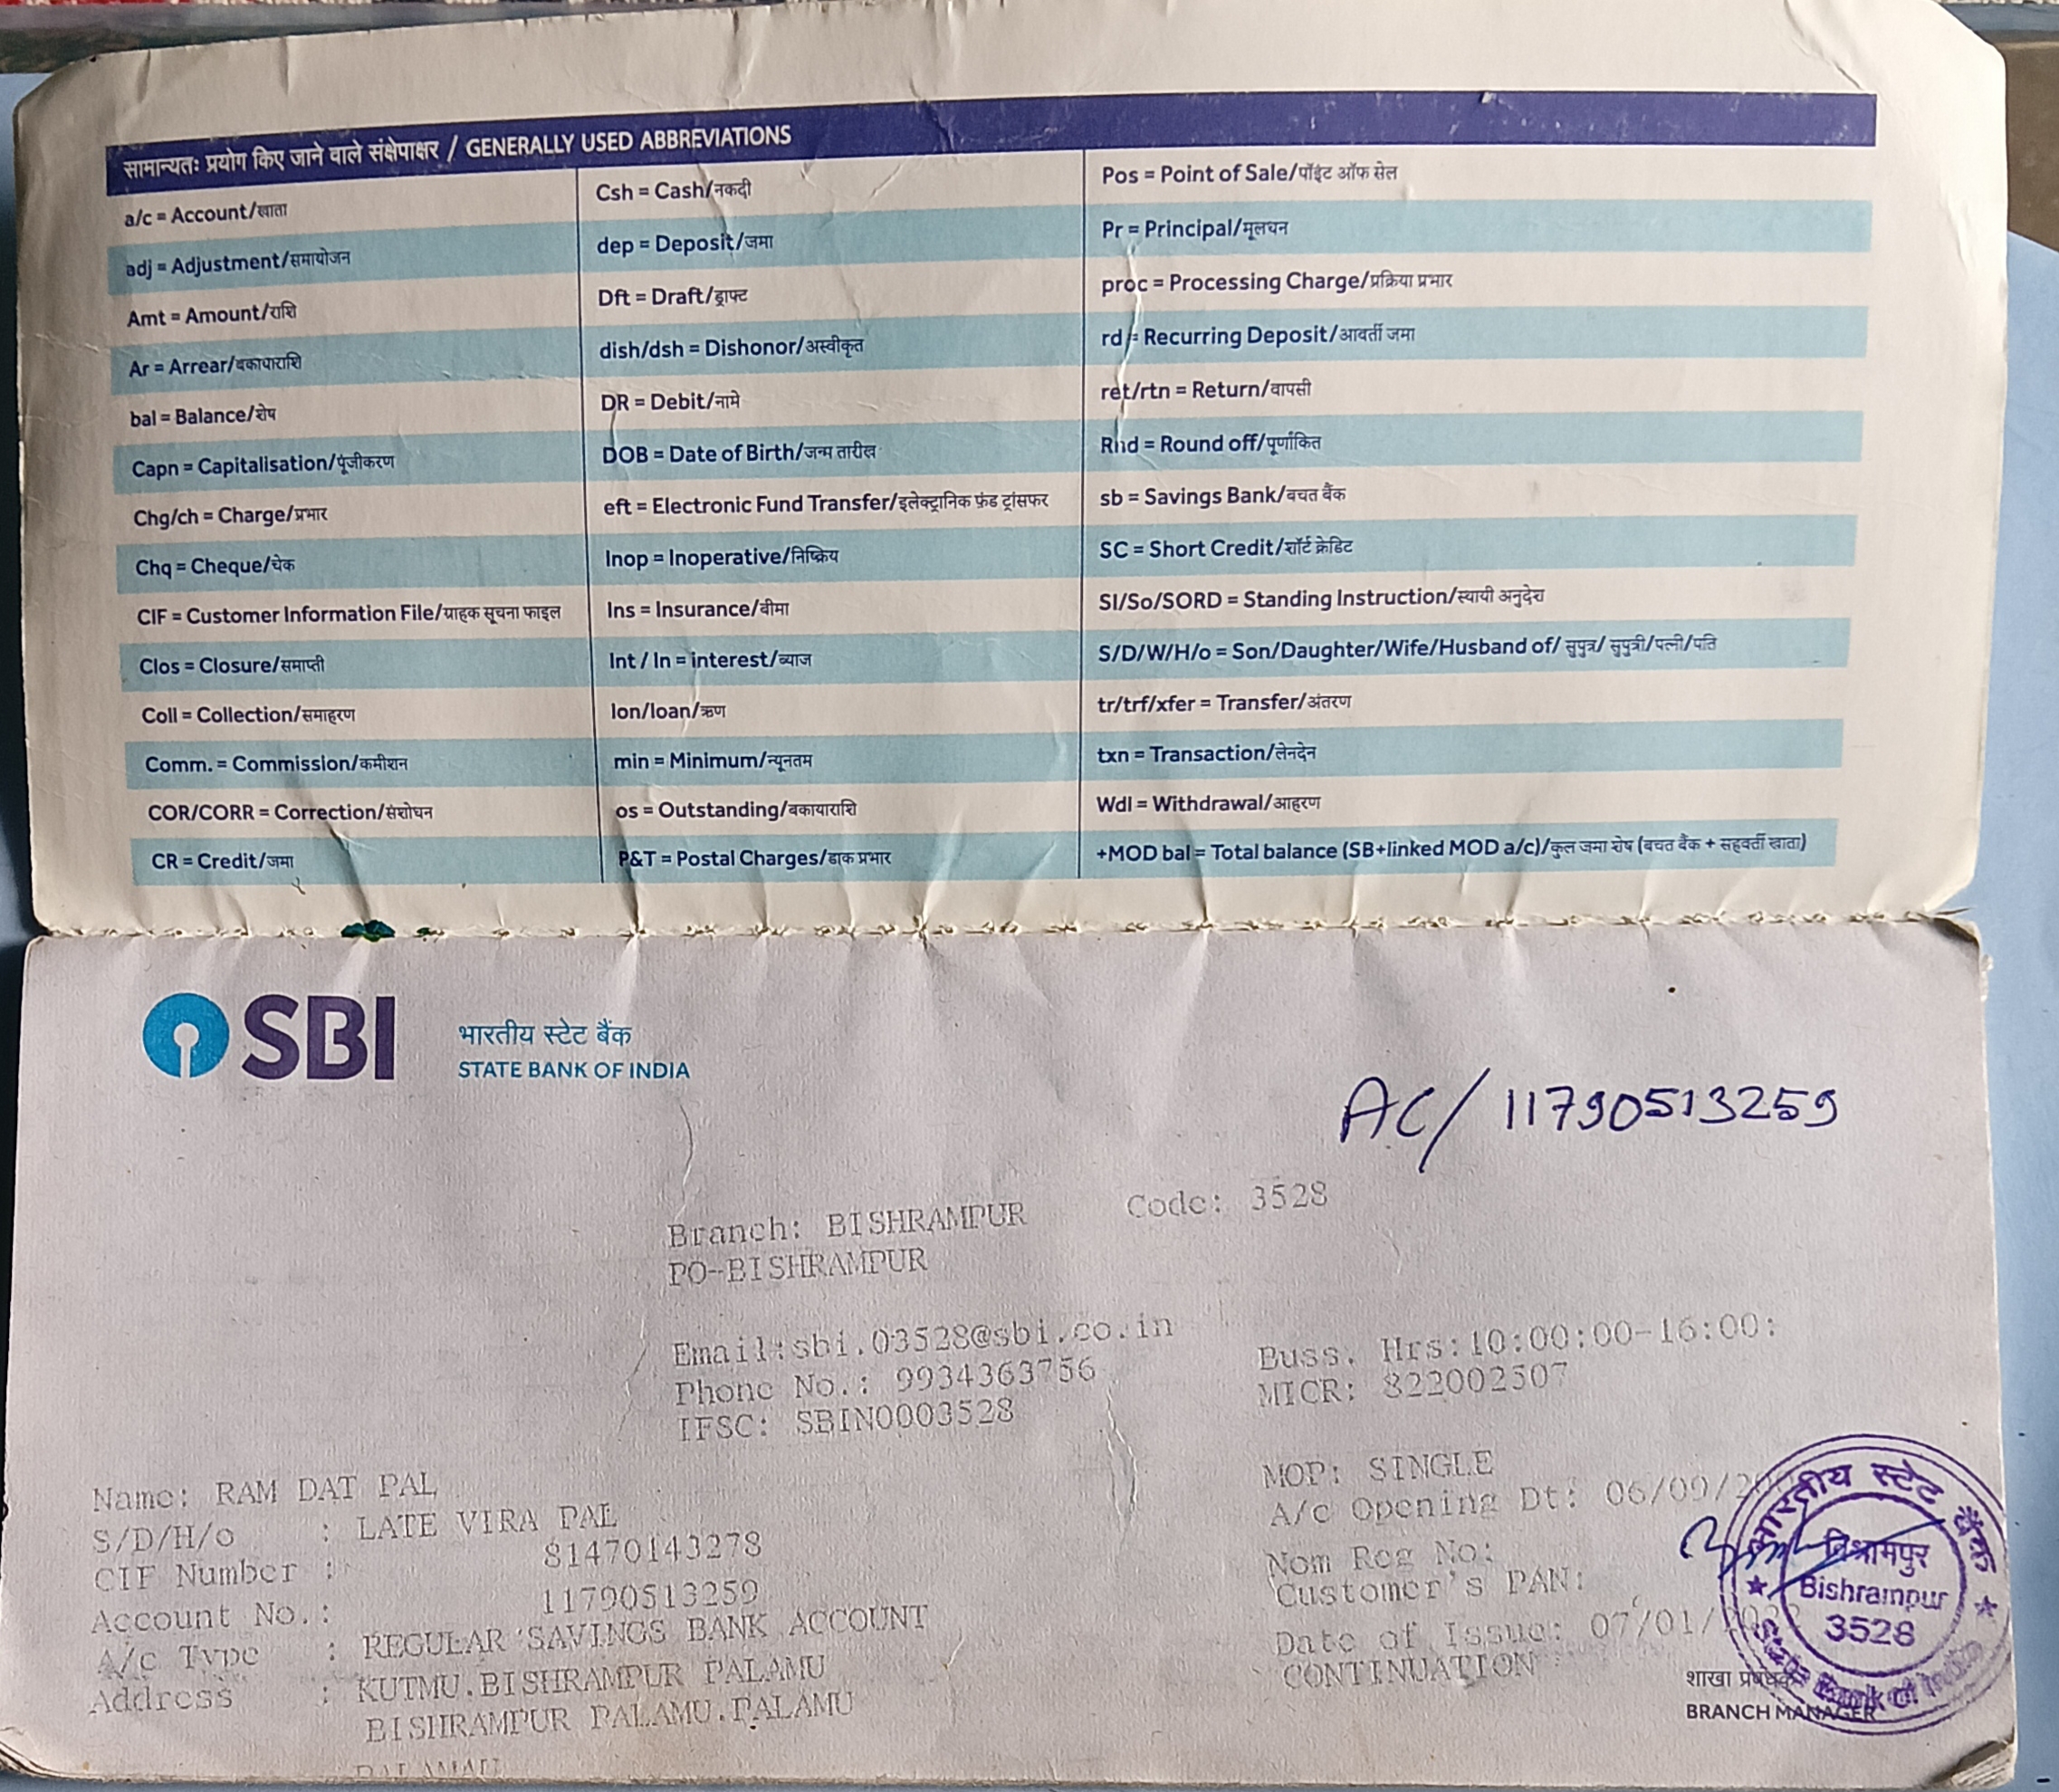 सामान्यतः प्रयोग किए जाने वाले संक्षेपाक्षर / GENERALLY USED ABBREVIATIONS
a/c = Account/खाता
adj = Adjustment/समायोजन
Amt = Amount/राशि
Ar = Arrear/बकायाराशि
bal = Balance/शेष
Capn = Capitalisation/पूंजीकरण
Chg/ch = Charge/प्रभार
Chq = Cheque/चेक
CIF = Customer Information File/ग्राहक सूचना फाइल
Clos = Closure/समाप्ती
Coll = Collection/समाहरण
Comm. = Commission/कमीशन
COR/CORR = Correction/संशोधन
CR = Credit/जमा
Csh = Cash/नकदी
dep = Deposit/जमा
Dft = Draft/ड्राफ्ट
dish/dsh = Dishonor/अस्वीकृत
DR = Debit/नामे
DOB = Date of Birth/जन्म तारीख
eft = Electronic Fund Transfer/इलेक्ट्रानिक फ़ंड ट्रांसफर
Inop = Inoperative/निष्क्रिय
Ins = Insurance/बीमा
Int / In = interest/ब्याज
lon/loan/ऋण
min = Minimum/न्यूनतम
os = Outstanding/बकायाराशि
P&T = Postal Charges/डाक प्रभार
Pos = Point of Sale/पॉइंट ऑफ सेल
Pr = Principal/मूलधन
proc = Processing Charge/प्रक्रिया प्रभार
rd = Recurring Deposit/आवर्ती जमा
ret/rtn = Return/वापसी
Rnd = Round off/पूर्णांकित
sb = Savings Bank/बचत बैंक
SC = Short Credit/शॉर्ट क्रेडिट
SI/So/SORD = Standing Instruction/स्थायी अनुदेश
S/D/W/H/o = Son/Daughter/Wife/Husband of/ सुपुत्र/ सुपुत्री/पत्नी/पति
tr/trf/xfer = Transfer/अंतरण
txn = Transaction/लेनदेन
Wdl = Withdrawal/आहरण
+MOD bal = Total balance (SB+linked MOD a/c)/कुल जमा शेष (बचत बैंक + सहवर्ती खाता)
SBI
भारतीय स्टेट बैंक
STATE BANK OF INDIA
AC/ 11790513259
Branch: BISHRAMPUR Code: 3528
PO-BISHRAMPUR
Email:sbi.03528@sbi.co.in
Phone No.: 9934363756
IFSC: SBIN0003528
Buss. Hrs:10:00:00-16:00:
MICR: 822002507
Name: RAM DAT PAL
S/D/H/o : LATE VIRA PAL
CIF Number : 81470143278
Account No.: 11790513259
A/c Type : REGULAR SAVINGS BANK ACCOUNT
Address : KUTMU.BISHRAMPUR PALAMU
BISHRAMPUR PALAMU.PALAMU
MOP: SINGLE
A/c Opening Dt: 06/09/
Nom Reg No:
Customer's PAN:
Date of Issue: 07/01/
CONTINUATION
भारतीय स्टेट बैंक
विश्रामपुर
Bishrampur
3528
State Bank of India
शाखा प्रबंधक
BRANCH MANAGER